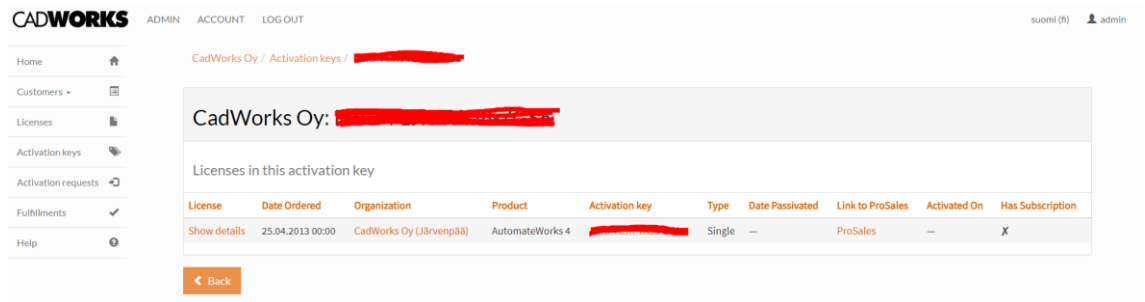 CADWORKS ADMIN ACCOUNT LOG OUT suomi (fi) admin
Home
Customers
Licenses
Activation keys
Activation requests
Fulfillments
Help
CadWorks Oy / Activation keys /
CadWorks Oy:
Licenses in this activation key
License Date Ordered Organization Product Activation key Type Date Passivated Link to ProSales Activated On Has Subscription
Show details 25.04.2013 00:00 CadWorks Oy (Järvenpää) AutomateWorks 4 Single — ProSales — ✗
Back